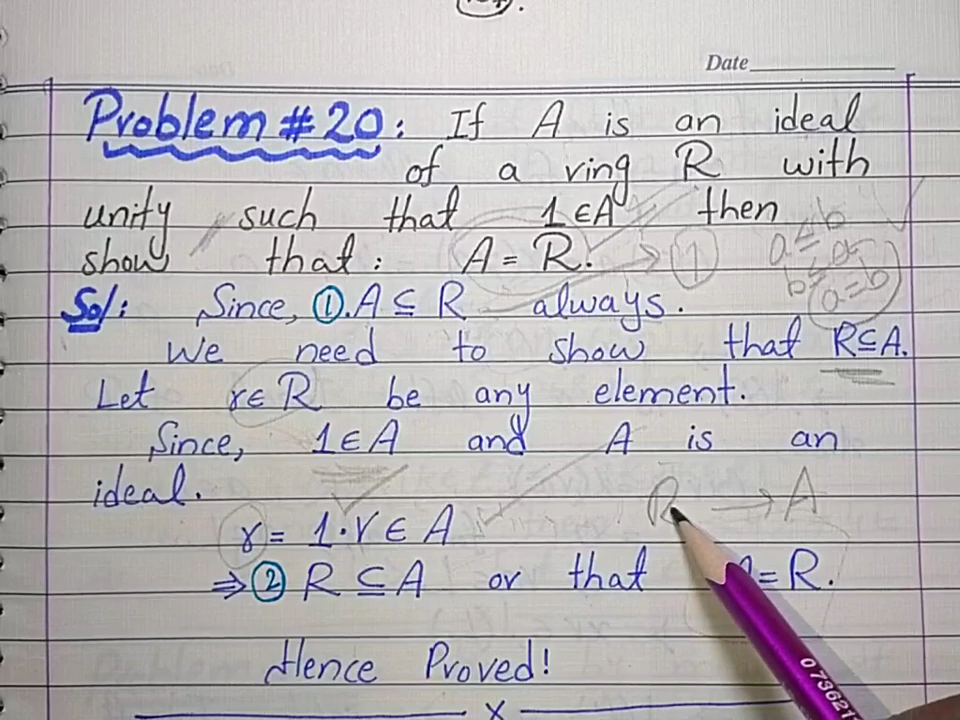 Date
Problem # 20 : If A is an ideal
of a ring R with
unity such that 1 ∈ A then
show that : A = R. → ①
a ≤ b
b ≤ a
a = b
Sol: Since, ①. A ⊆ R always.
We need to show that R ⊆ A.
Let r ∈ R be any element.
Since, 1 ∈ A and A is an
ideal.
R → A
r = 1·r ∈ A
⇒ ② R ⊆ A or that = R.
Hence Proved!
x
073621